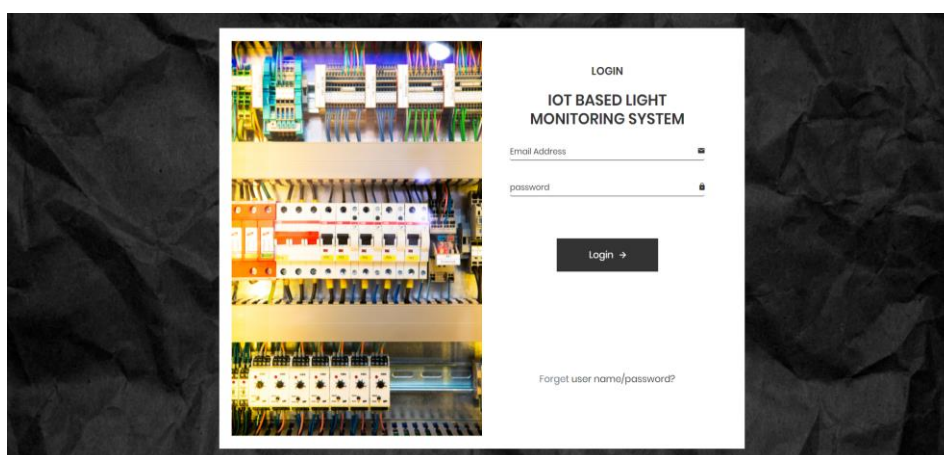 LOGIN
IOT BASED LIGHT
MONITORING SYSTEM
Email Address
password
Login →
Forget user name/password?